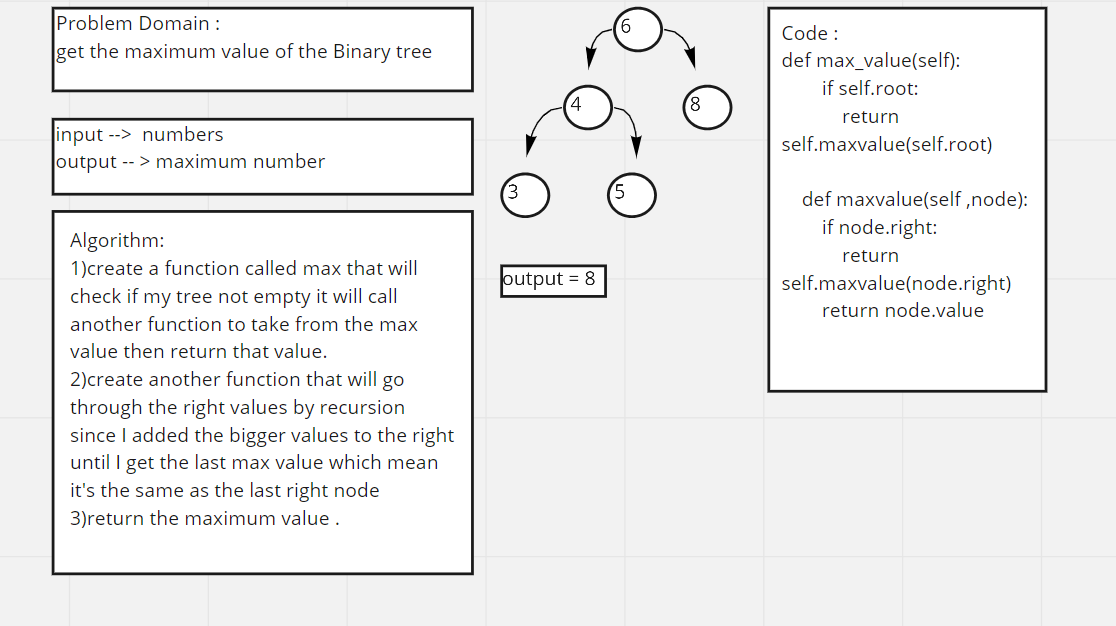 Problem Domain :
get the maximum value of the Binary tree
input --> numbers
output -- > maximum number
Algorithm:
1)create a function called max that will
check if my tree not empty it will call
another function to take from the max
value then return that value.
2)create another function that will go
through the right values by recursion
since I added the bigger values to the right
until I get the last max value which mean
it's the same as the last right node
3)return the maximum value .
6
4
8
3
5
output = 8
Code :
def max_value(self):
if self.root:
return
self.maxvalue(self.root)
def maxvalue(self ,node):
if node.right:
return
self.maxvalue(node.right)
return node.value